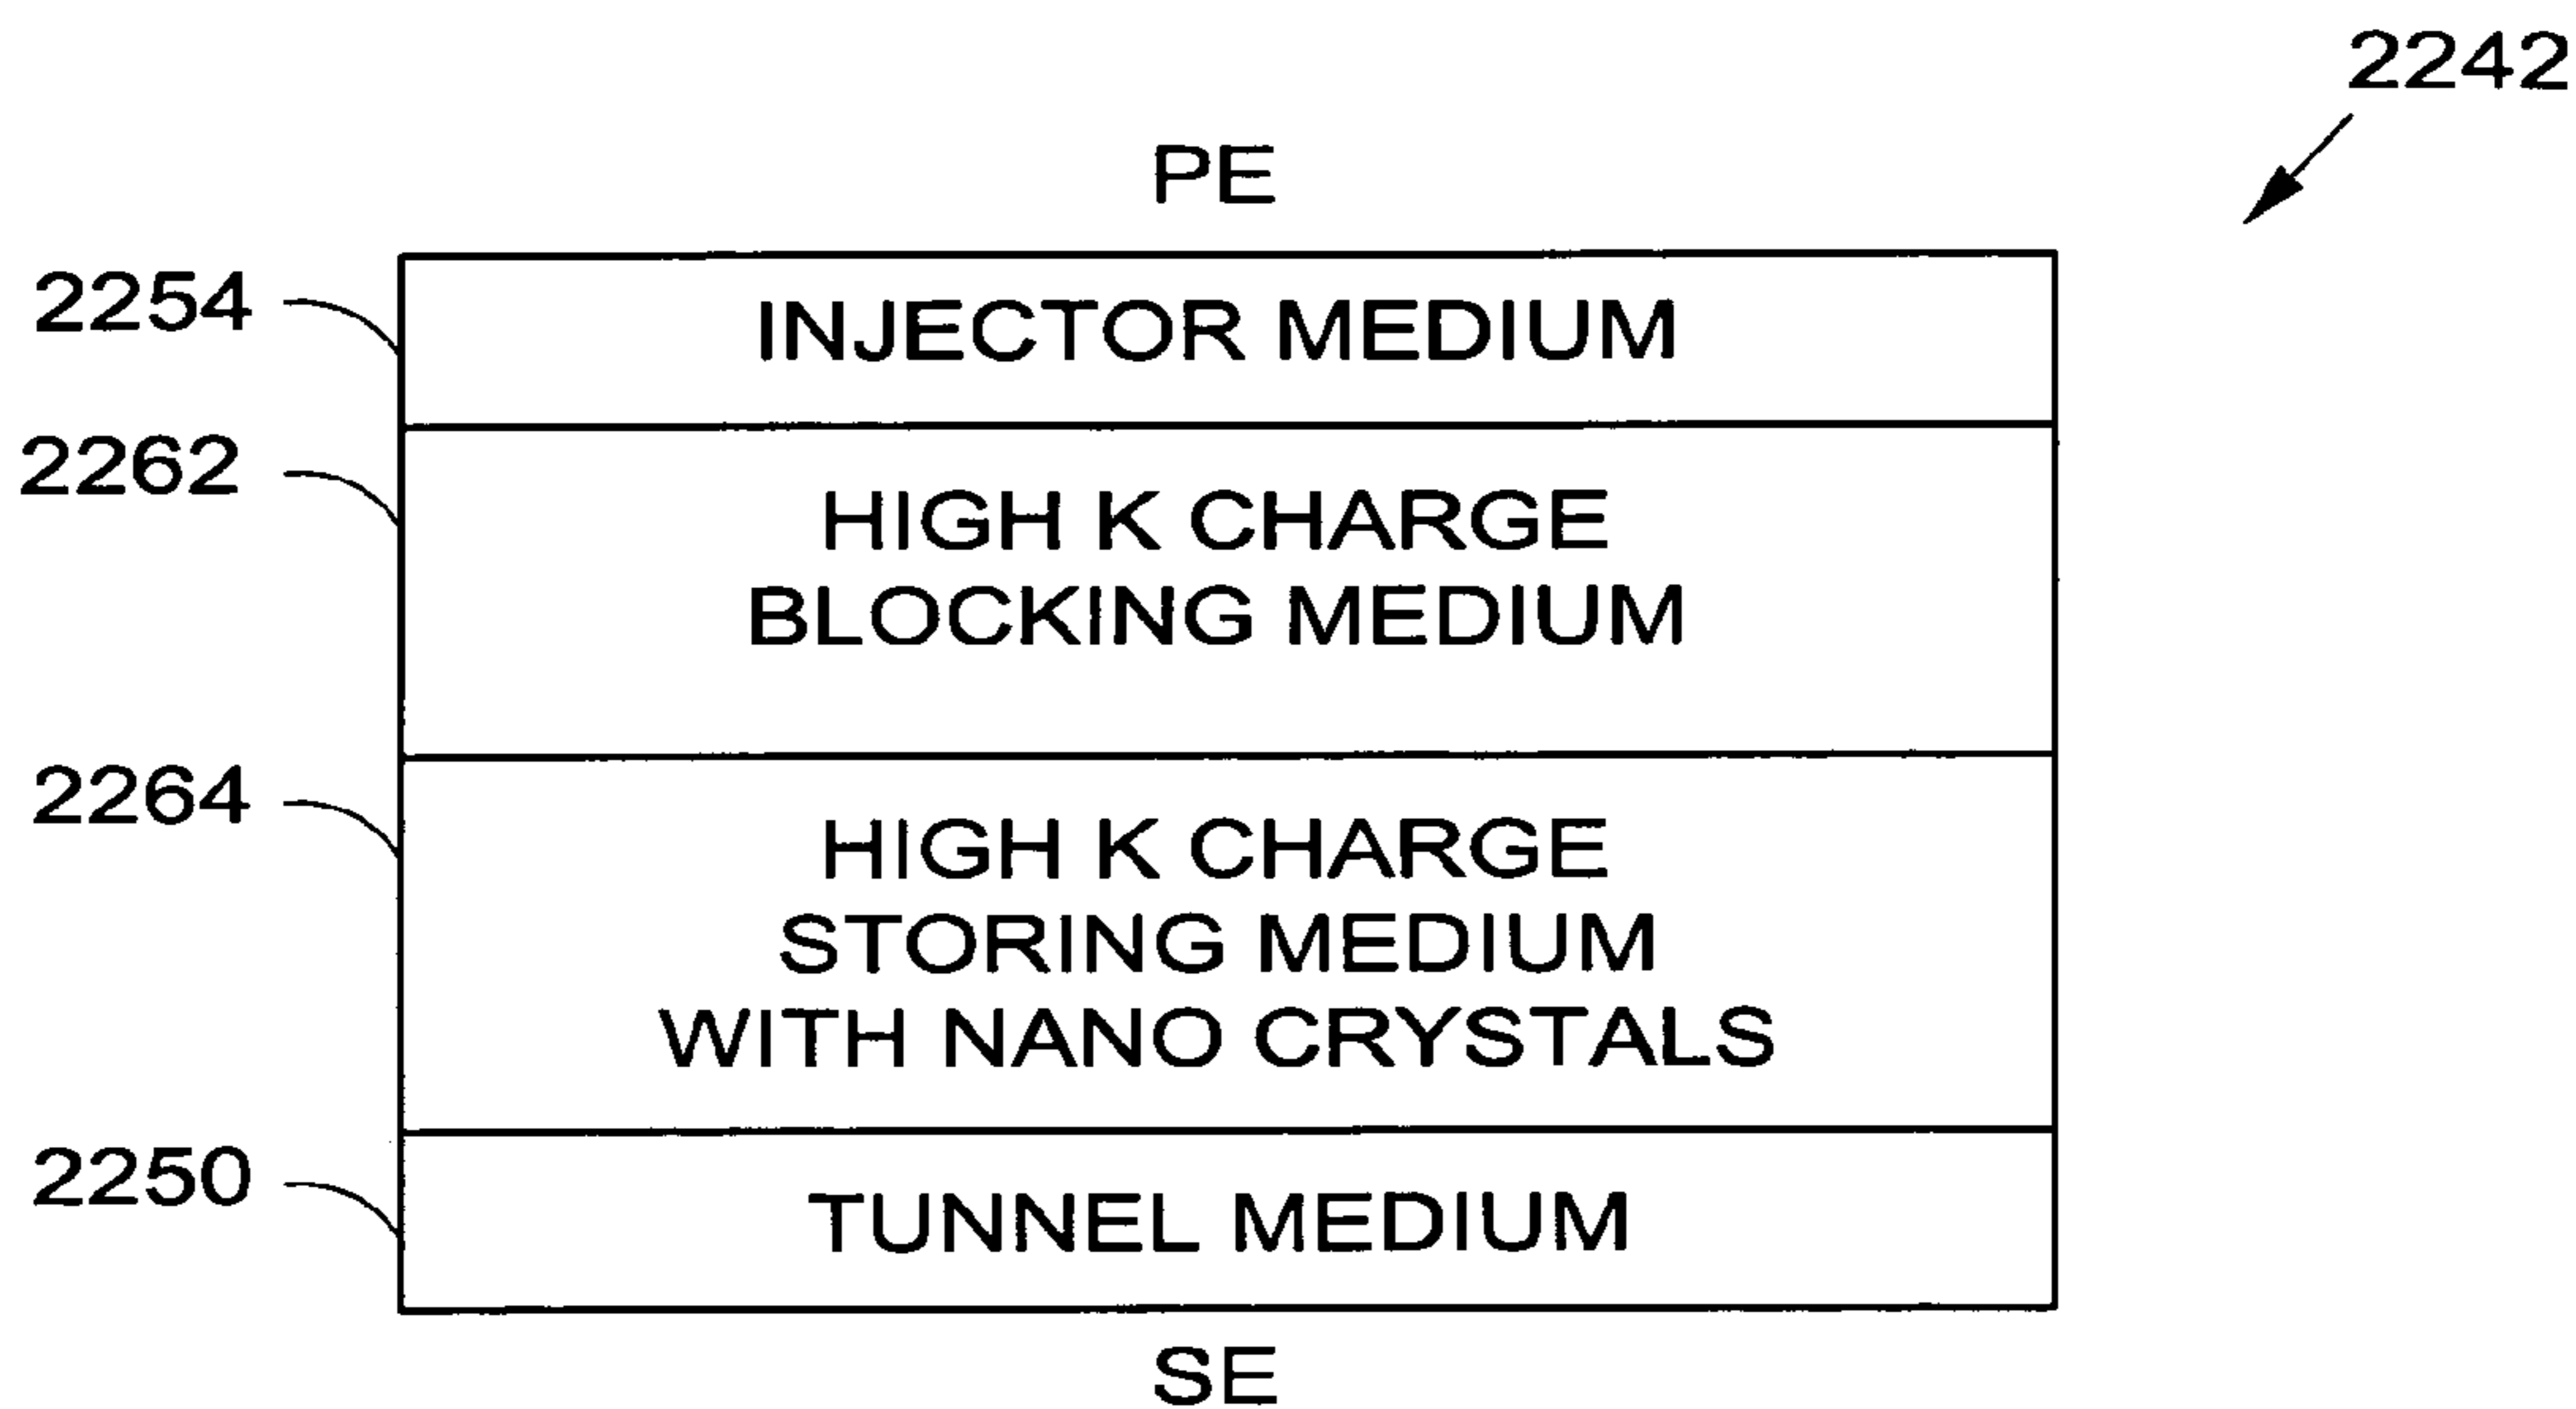 2242
PE
2254
INJECTOR MEDIUM
2262
HIGH K CHARGE
BLOCKING MEDIUM
2264
HIGH K CHARGE
STORING MEDIUM
WITH NANO CRYSTALS
2250
TUNNEL MEDIUM
SE